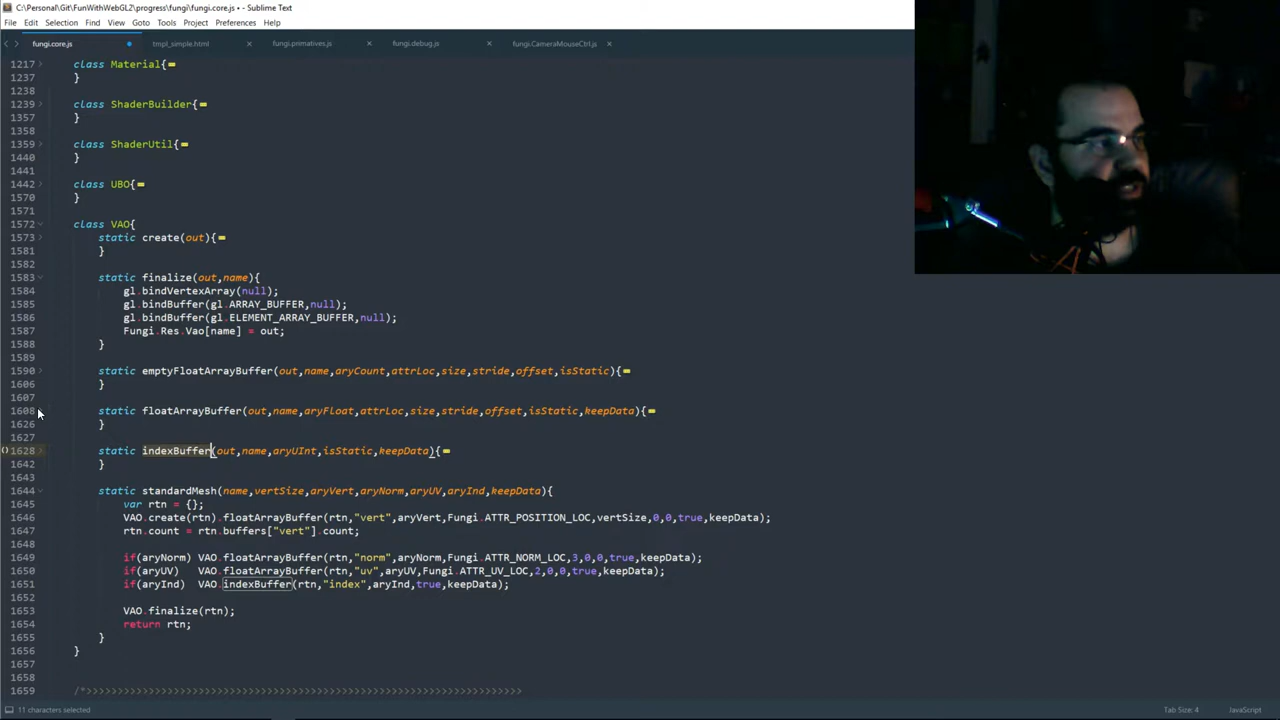 C:\Personal\Git\FunWithWebGL2\progress\fungi\fungi.core.js • - Sublime Text
File Edit Selection Find View Goto Tools Project Preferences Help
fungi.core.js tmpl_simple.html fungi.primatives.js fungi.debug.js fungi.CameraMouseCtrl.js
1217 class Material{
1237 }
1238
1239 class ShaderBuilder{
1357 }
1358
1359 class ShaderUtil{
1440 }
1441
1442 class UBO{
1570 }
1571
1572 class VAO{
1573 static create(out){
1581 }
1582
1583 static finalize(out,name){
1584 gl.bindVertexArray(null);
1585 gl.bindBuffer(gl.ARRAY_BUFFER,null);
1586 gl.bindBuffer(gl.ELEMENT_ARRAY_BUFFER,null);
1587 Fungi.Res.Vao[name] = out;
1588 }
1589
1590 static emptyFloatArrayBuffer(out,name,aryCount,attrLoc,size,stride,offset,isStatic){
1606 }
1607
1608 static floatArrayBuffer(out,name,aryFloat,attrLoc,size,stride,offset,isStatic,keepData){
1626 }
1627
1628 static indexBuffer(out,name,aryUInt,isStatic,keepData){
1642 }
1643
1644 static standardMesh(name,vertSize,aryVert,aryNorm,aryUV,aryInd,keepData){
1645 var rtn = {};
1646 VAO.create(rtn).floatArrayBuffer(rtn,"vert",aryVert,Fungi.ATTR_POSITION_LOC,vertSize,0,0,true,keepData);
1647 rtn.count = rtn.buffers["vert"].count;
1648
1649 if(aryNorm) VAO.floatArrayBuffer(rtn,"norm",aryNorm,Fungi.ATTR_NORM_LOC,3,0,0,true,keepData);
1650 if(aryUV) VAO.floatArrayBuffer(rtn,"uv",aryUV,Fungi.ATTR_UV_LOC,2,0,0,true,keepData);
1651 if(aryInd) VAO.indexBuffer(rtn,"index",aryInd,true,keepData);
1652
1653 VAO.finalize(rtn);
1654 return rtn;
1655 }
1656 }
1657
1658
1659 /*>>>>>>>>>>>>>>>>>>>>>>>>>>>>>>>>>>>>>>>>>>>>>>>>>>>>>>>>>>>>>>>>>>>>>>
11 characters selected Tab Size: 4 JavaScript